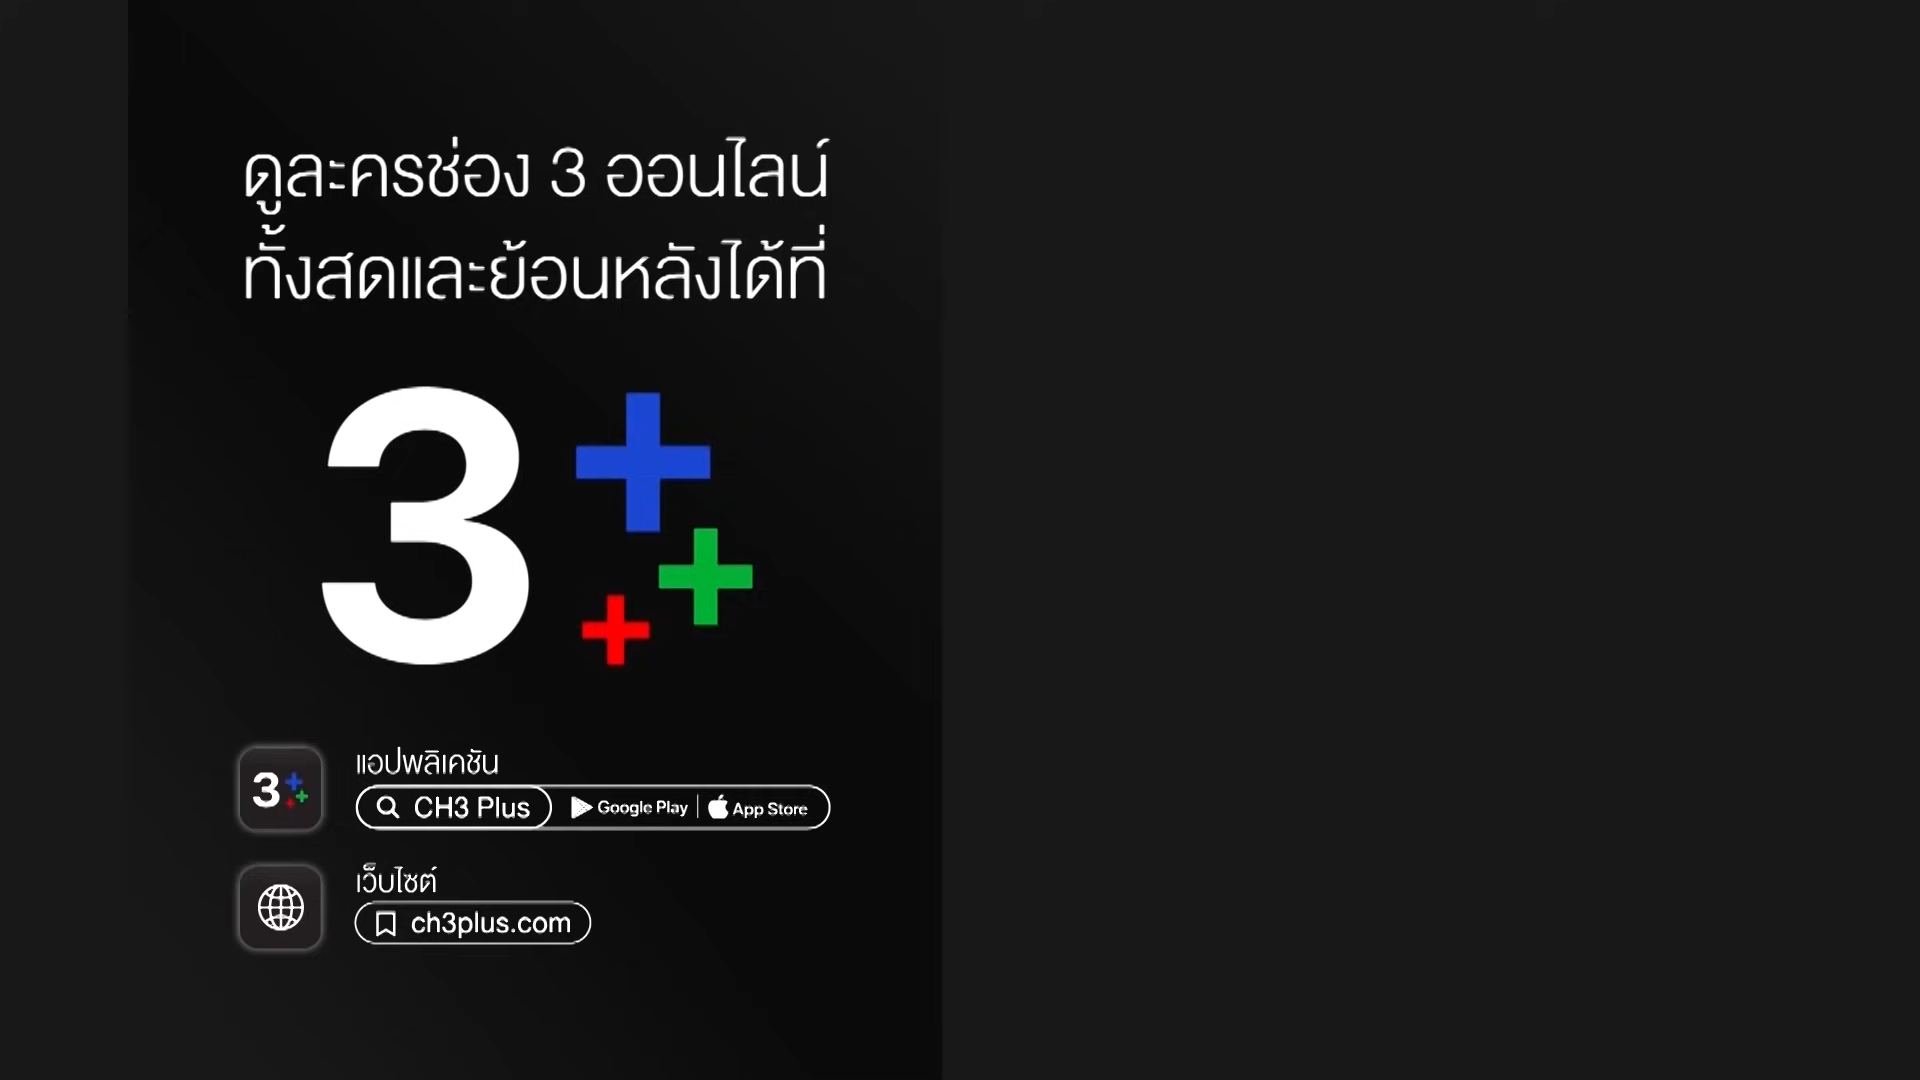 ดูละครช่อง 3 ออนไลน์
ทั้งสดและย้อนหลังได้ที่
3
3
แอปพลิเคชัน
CH3 Plus Google Play App Store
เว็บไซต์
ch3plus.com